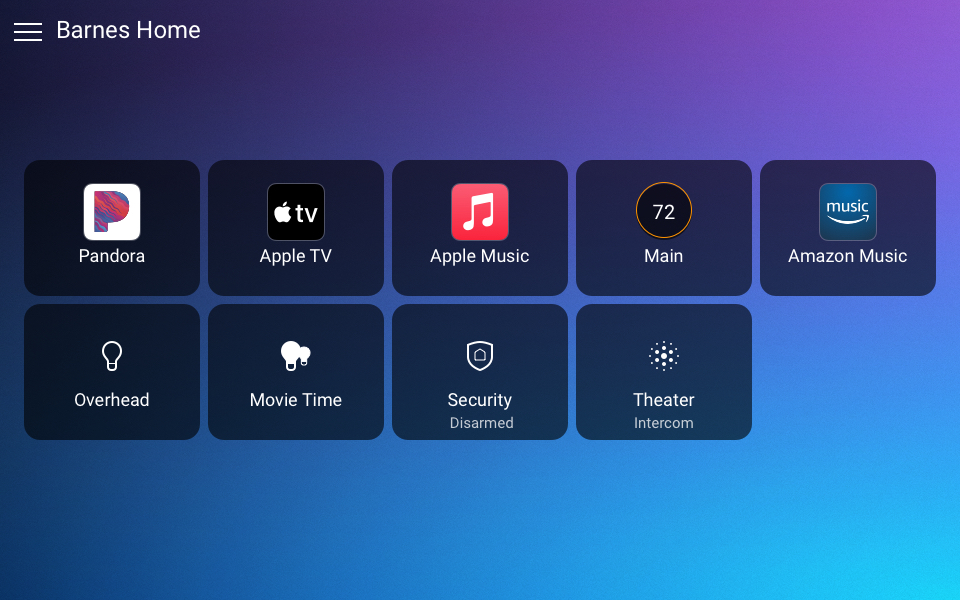 Barnes Home
Pandora
tv
Apple TV
Apple Music
72
Main
music
Amazon Music
Overhead
Movie Time
Security
Disarmed
Theater
Intercom